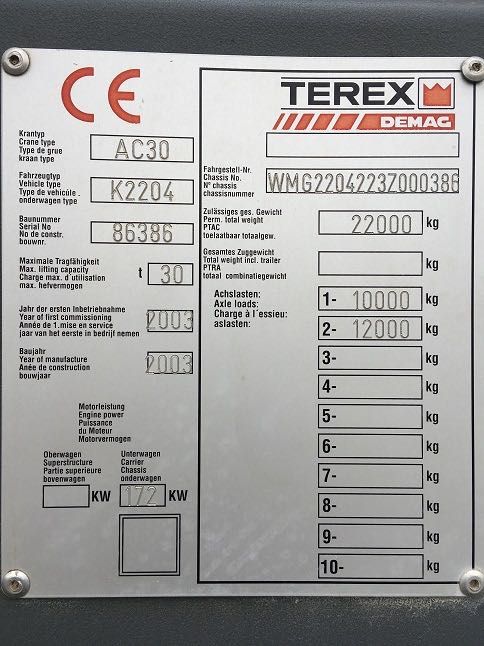 CE
Krantyp
Crane type
Type de grue
kraan type
AC30
Fahrzeugtyp
Vehicle type
Type de vehicule
onderwagen type
K2204
Baunummer
Serial No
No de constr.
bouwnr.
86386
Maximale Tragfähigkeit
Max. lifting capacity
Charge max. d'utilisation
max. hefvermogen
t 30
Jahr der ersten Inbetriebnahme
Year of first commissioning
Année de 1.mise en service
jaar van het eerste in bedrijf nemen
2003
Baujahr
Year of manufacture
Anée de construction
bouwjaar
2003
Motorleistung
Engine power
Puissance
du Moteur
Motorvermogen
Oberwagen
Superstructure
Partie superieure
bovenwagen
KW
Unterwagen
Carrier
Chassis
onderwagen
172 KW
TEREX
DEMAG
Fahrgestell-Nr.
Chassis No.
N° chassis
chassisnummer
WMG2204223Z000386
Zulässiges ges. Gewicht
Perm. total weight
PTAC
toelaatbaar totaalgew.
22000 kg
Gesamtes Zuggewicht
Total weight incl. trailer
PTRA
totaal combinatiegewicht
kg
Achslasten:
Axle loads:
Charge à l'essieu:
aslasten:
1- 10000 kg
2- 12000 kg
3- kg
4- kg
5- kg
6- kg
7- kg
8- kg
9- kg
10- kg